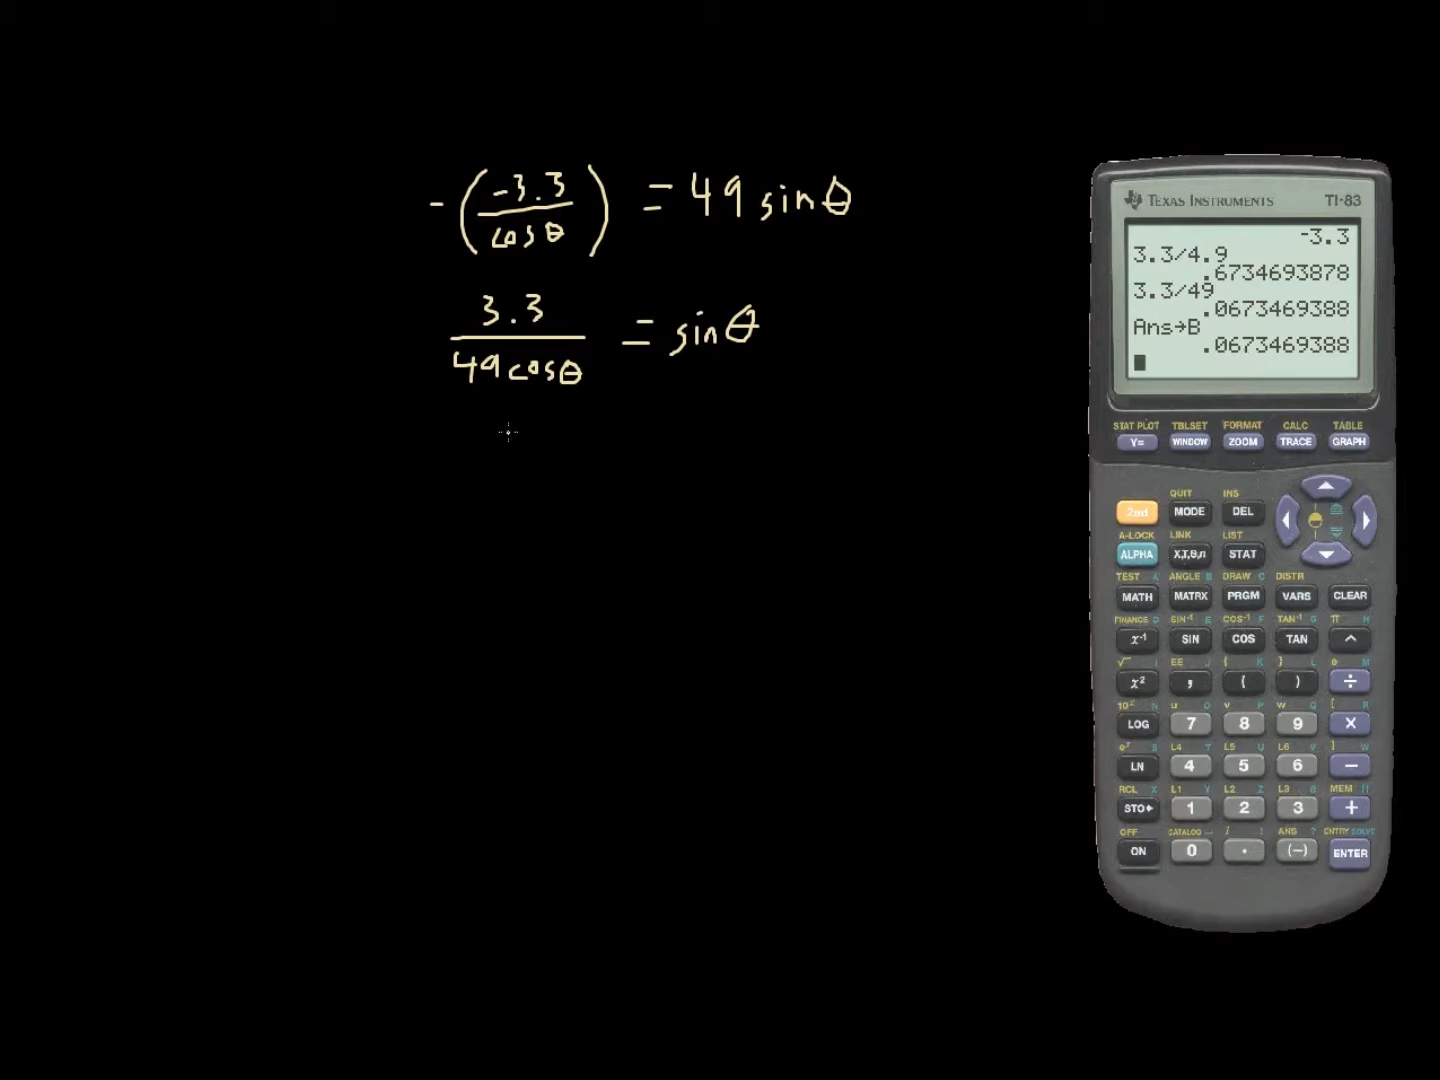 -(-3.3/cosθ) = 49 sinθ
3.3/49cosθ = sinθ
TEXAS INSTRUMENTS TI-83
-3.3
3.3/4.9
.6734693878
3.3/49
.0673469388
Ans→B
.0673469388
STAT PLOT TBLSET FORMAT CALC TABLE
Y= WINDOW ZOOM TRACE GRAPH
QUIT INS
2nd MODE DEL
A-LOCK LINK LIST
ALPHA X,T,θ,n STAT
TEST A ANGLE B DRAW C DISTR
MATH MATRX PRGM VARS CLEAR
FINANCE D SIN⁻¹ E COS⁻¹ F TAN⁻¹ G π H
x⁻¹ SIN COS TAN ^
√ I EE J { K } L e M
x² , ( ) ÷
10ˣ N u O v P w Q [ R
LOG 7 8 9 ×
eˣ S L4 T L5 U L6 V ] W
LN 4 5 6 −
RCL X L1 Y L2 Z L3 θ MEM
STO▸ 1 2 3 +
OFF CATALOG i : ANS ? ENTRY SOLVE
ON 0 . (−) ENTER